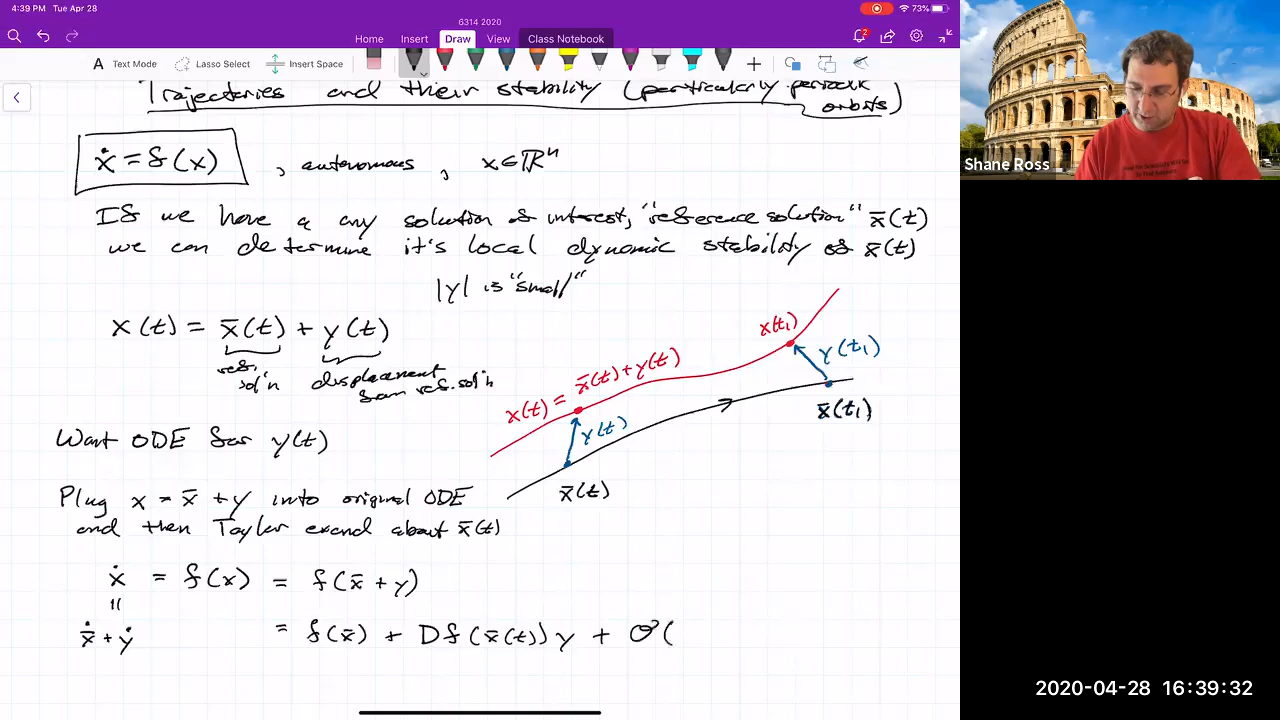 4:39 PM Tue Apr 28
73%
6314 2020
Home Insert Draw View Class Notebook
Text Mode Lasso Select Insert Space
2
Trajectories and their stability (particularly periodic
orbits)
ẋ = f(x) , autonomous , x ∈ ℝⁿ
If we have a any solution of interest, "reference solution" x̄(t)
we can determine it's local dynamic stability of x̄(t)
|y| is "small"
x(t) = x̄(t) + y(t)
ref. sol'n
displacement from ref. sol'n
x(t) = x̄(t) + y(t)
x(t₁)
y(t)
y(t₁)
x̄(t)
x̄(t₁)
Want ODE for y(t)
Plug x = x̄ + y into original ODE
and then Taylor exand about x̄(t)
ẋ = f(x) = f(x̄ + y)
||
x̄̇ + ẏ = f(x̄) + Df(x̄(t)) y + O(
Shane Ross
2020-04-28 16:39:32